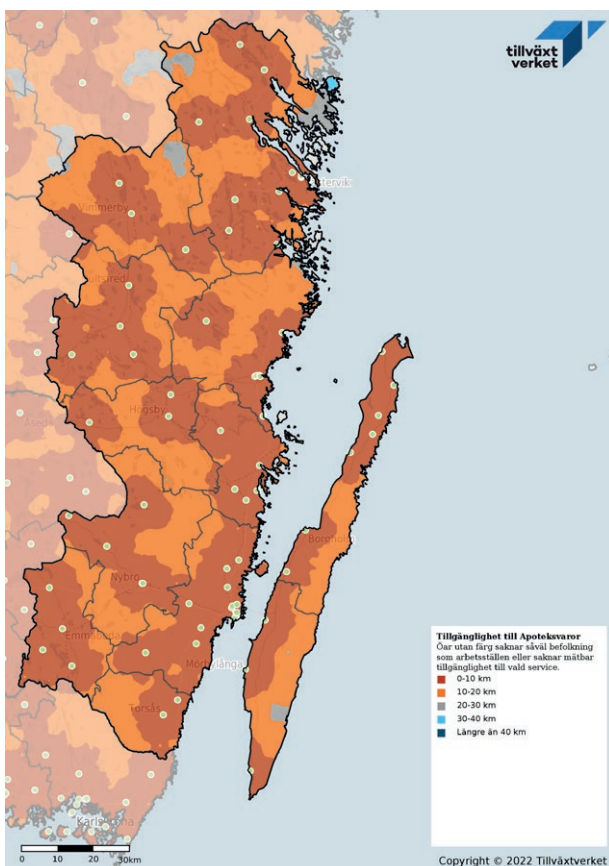 tillväxt
verket
Vimmerby
Högsby
Åseda
Borgholm
Nybro
Emmaboda
Mörbylånga
Torsås
Karlskrona
Tillgänglighet till Apoteksvaror
Öar utan färg saknar såväl befolkning
som arbetsställen eller saknar mätbar
tillgänglighet till vald service.
0-10 km
10-20 km
20-30 km
30-40 km
Längre än 40 km
0 10 20 30km
Copyright © 2022 Tillväxtverket